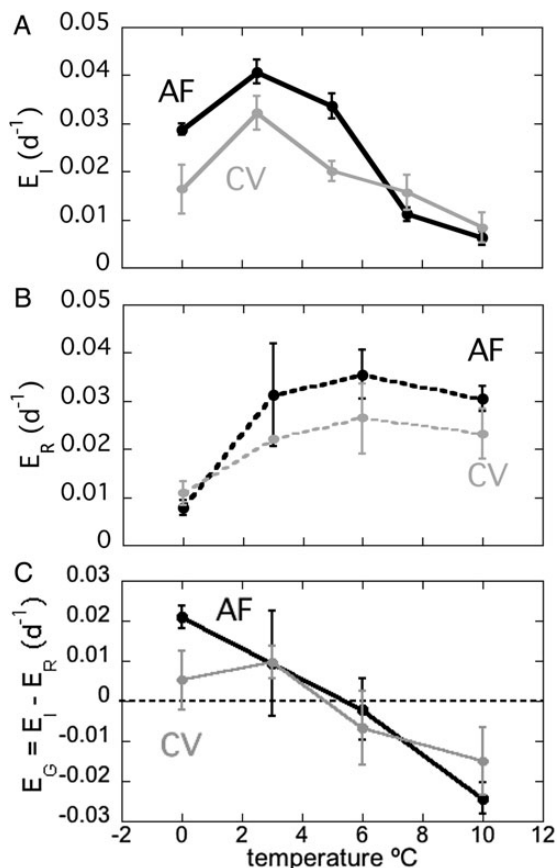 A
0.05
0.04
0.03
0.02
0.01
0
E_I (d⁻¹)
AF
CV
B
0.05
0.04
0.03
0.02
0.01
0
E_R (d⁻¹)
AF
CV
C
0.03
0.02
0.01
0
-0.01
-0.02
-0.03
E_G = E_I - E_R (d⁻¹)
AF
CV
-2 0 2 4 6 8 10 12
temperature ºC